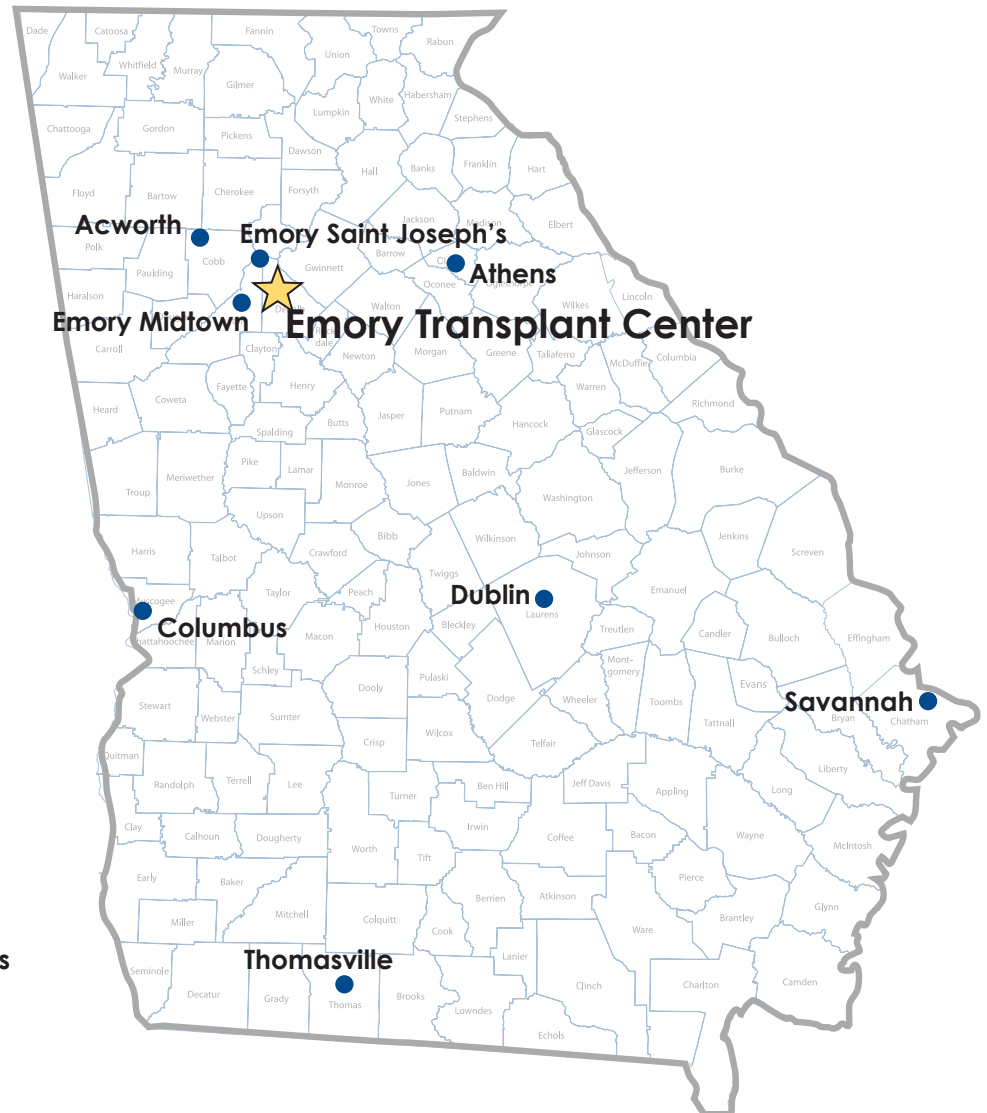 Dade
Catoosa
Fannin
Towns
Rabun
Union
Whitfield
Murray
Walker
Gilmer
White
Habersham
Lumpkin
Stephens
Chattooga
Gordon
Pickens
Dawson
Hall
Banks
Franklin
Hart
Floyd
Bartow
Cherokee
Forsyth
Jackson
Madison
Elbert
Acworth
Emory Saint Joseph's
Polk
Cobb
Barrow
Paulding
Gwinnett
Athens
Oconee
Oglethorpe
Haralson
Walton
Wilkes
Lincoln
Emory Midtown
Emory Transplant Center
Carroll
Clayton
dale
Newton
Morgan
Greene
Taliaferro
McDuffie
Columbia
Heard
Coweta
Fayette
Henry
Warren
Richmond
Spalding
Butts
Jasper
Putnam
Hancock
Glascock
Troup
Meriwether
Pike
Lamar
Monroe
Jones
Baldwin
Washington
Jefferson
Burke
Upson
Harris
Talbot
Crawford
Bibb
Wilkinson
Johnson
Jenkins
Screven
Twiggs
Emanuel
Taylor
Peach
Dublin
Muscogee
Laurens
Columbus
Chattahoochee
Marion
Macon
Houston
Bleckley
Treutlen
Candler
Bulloch
Effingham
Schley
Pulaski
Mont-
gomery
Evans
Stewart
Webster
Sumter
Dooly
Dodge
Wheeler
Toombs
Tattnall
Savannah
Bryan
Chatham
Crisp
Wilcox
Telfair
Quitman
Randolph
Terrell
Lee
Turner
Ben Hill
Jeff Davis
Appling
Long
Liberty
Clay
Calhoun
Dougherty
Worth
Tift
Irwin
Coffee
Bacon
Wayne
McIntosh
Early
Baker
Mitchell
Berrien
Atkinson
Pierce
Glynn
Miller
Colquitt
Cook
Ware
Brantley
s
Thomasville
Seminole
Lanier
Decatur
Grady
Thomas
Brooks
Lowndes
Clinch
Charlton
Camden
Echols